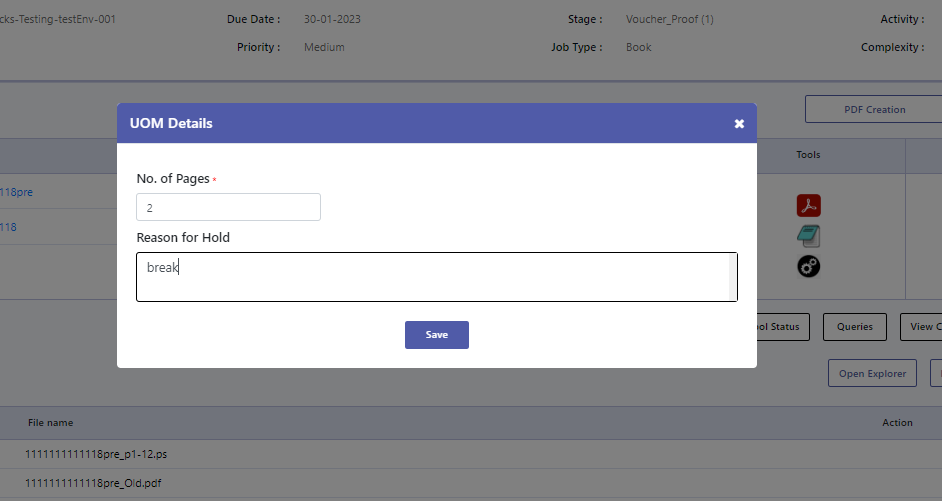 cks-Testing-testEnv-001 Due Date : 30-01-2023 Stage : Voucher_Proof (1) Activity :
Priority : Medium Job Type : Book Complexity :
PDF Creation
UOM Details ✖
Tools
No. of Pages *
118pre
2
118
Reason for Hold
break
Save
ool Status Queries View C
Open Explorer
File name Action
1111111111118pre_p1-12.ps
1111111111118pre_Old.pdf